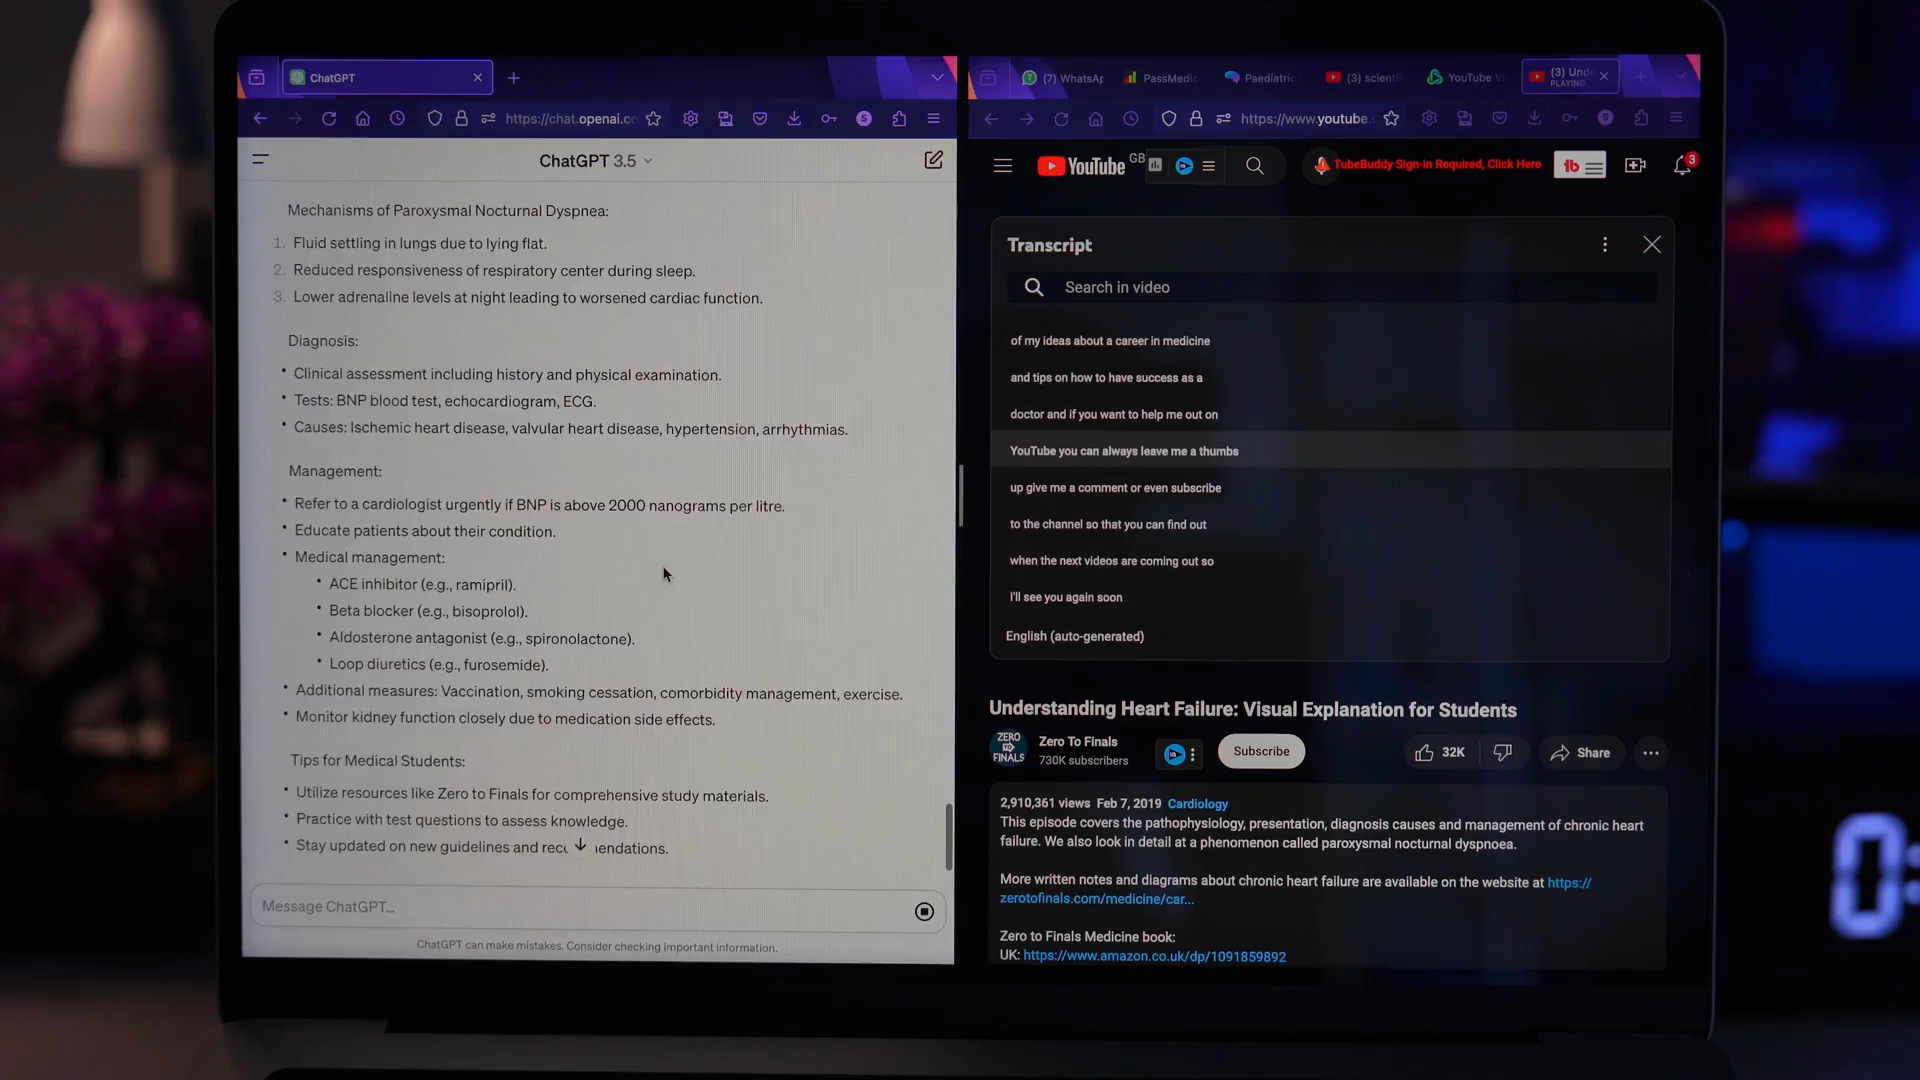 ChatGPT
https://chat.openai.co
ChatGPT 3.5
Mechanisms of Paroxysmal Nocturnal Dyspnea:
1. Fluid settling in lungs due to lying flat.
2. Reduced responsiveness of respiratory center during sleep.
3. Lower adrenaline levels at night leading to worsened cardiac function.
Diagnosis:
• Clinical assessment including history and physical examination.
• Tests: BNP blood test, echocardiogram, ECG.
• Causes: Ischemic heart disease, valvular heart disease, hypertension, arrhythmias.
Management:
• Refer to a cardiologist urgently if BNP is above 2000 nanograms per litre.
• Educate patients about their condition.
• Medical management:
• ACE inhibitor (e.g., ramipril).
• Beta blocker (e.g., bisoprolol).
• Aldosterone antagonist (e.g., spironolactone).
• Loop diuretics (e.g., furosemide).
• Additional measures: Vaccination, smoking cessation, comorbidity management, exercise.
• Monitor kidney function closely due to medication side effects.
Tips for Medical Students:
• Utilize resources like Zero to Finals for comprehensive study materials.
• Practice with test questions to assess knowledge.
• Stay updated on new guidelines and rec endations.
Message ChatGPT...
ChatGPT can make mistakes. Consider checking important information.
(7) WhatsAp
PassMedic
Paediatric
(3) scientif
YouTube Vi
(3) Und
PLAYING
https://www.youtube.
YouTube GB
TubeBuddy Sign-in Required, Click Here
tb
3
Transcript
Search in video
of my ideas about a career in medicine
and tips on how to have success as a
doctor and if you want to help me out on
YouTube you can always leave me a thumbs
up give me a comment or even subscribe
to the channel so that you can find out
when the next videos are coming out so
I'll see you again soon
English (auto-generated)
Understanding Heart Failure: Visual Explanation for Students
ZERO TO FINALS
Zero To Finals
730K subscribers
Subscribe
32K
Share
2,910,361 views Feb 7, 2019 Cardiology
This episode covers the pathophysiology, presentation, diagnosis causes and management of chronic heart
failure. We also look in detail at a phenomenon called paroxysmal nocturnal dyspnoea.
More written notes and diagrams about chronic heart failure are available on the website at https://
zerotofinals.com/medicine/car...
Zero to Finals Medicine book:
UK: https://www.amazon.co.uk/dp/1091859892
0: